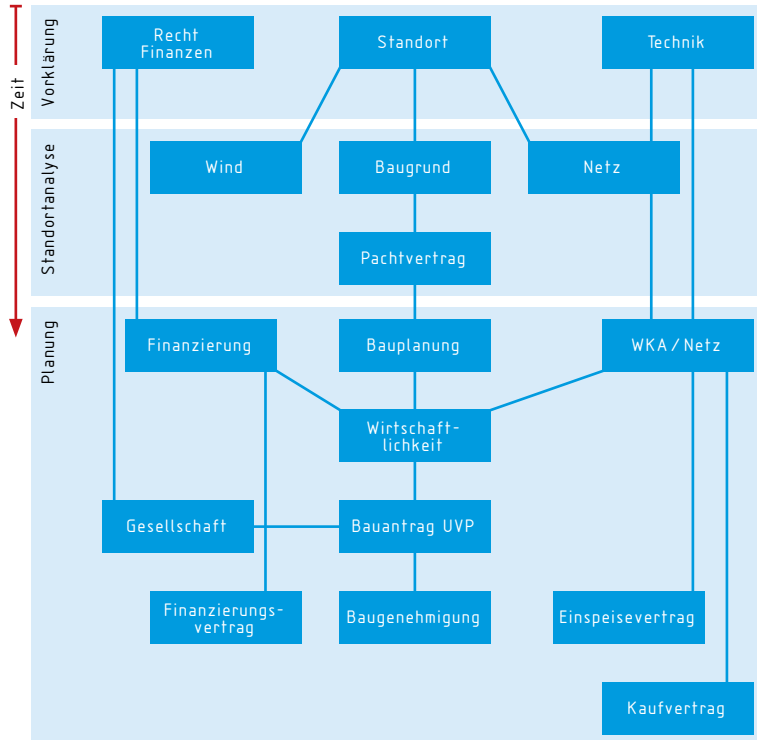 Zeit
Vorklärung
Recht
Finanzen
Standort
Technik
Standortanalyse
Wind
Baugrund
Netz
Pachtvertrag
Planung
Finanzierung
Bauplanung
WKA/Netz
Wirtschaft-
lichkeit
Gesellschaft
Bauantrag UVP
Finanzierungs-
vertrag
Baugenehmigung
Einspeisevertrag
Kaufvertrag